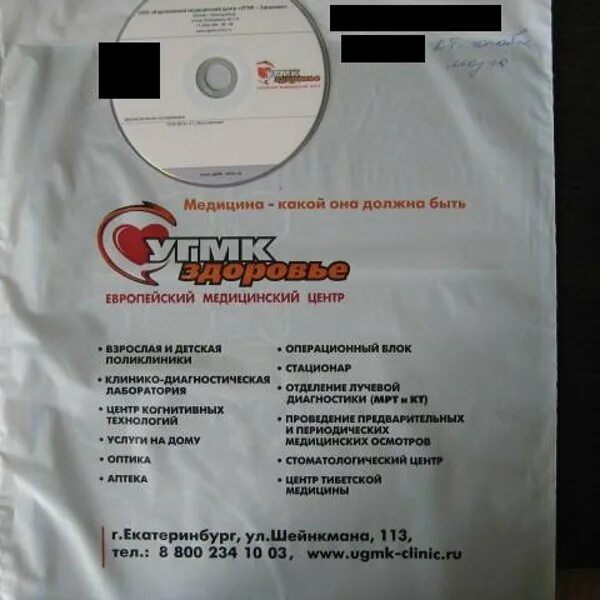 УГМК
здоровье
Медицина - какой она должна быть
УГМК
здоровье
ЕВРОПЕЙСКИЙ МЕДИЦИНСКИЙ ЦЕНТР
• ВЗРОСЛАЯ И ДЕТСКАЯ
ПОЛИКЛИНИКИ
• КЛИНИКО-ДИАГНОСТИЧЕСКАЯ
ЛАБОРАТОРИЯ
• ЦЕНТР КОГНИТИВНЫХ
ТЕХНОЛОГИЙ
• УСЛУГИ НА ДОМУ
• ОПТИКА
• АПТЕКА
• ОПЕРАЦИОННЫЙ БЛОК
• СТАЦИОНАР
• ОТДЕЛЕНИЕ ЛУЧЕВОЙ
ДИАГНОСТИКИ (МРТ и КТ)
• ПРОВЕДЕНИЕ ПРЕДВАРИТЕЛЬНЫХ
И ПЕРИОДИЧЕСКИХ
МЕДИЦИНСКИХ ОСМОТРОВ
• СТОМАТОЛОГИЧЕСКИЙ ЦЕНТР
• ЦЕНТР ТИБЕТСКОЙ
МЕДИЦИНЫ
г.Екатеринбург, ул.Шейнкмана, 113,
тел.: 8 800 234 10 03, www.ugmk-clinic.ru